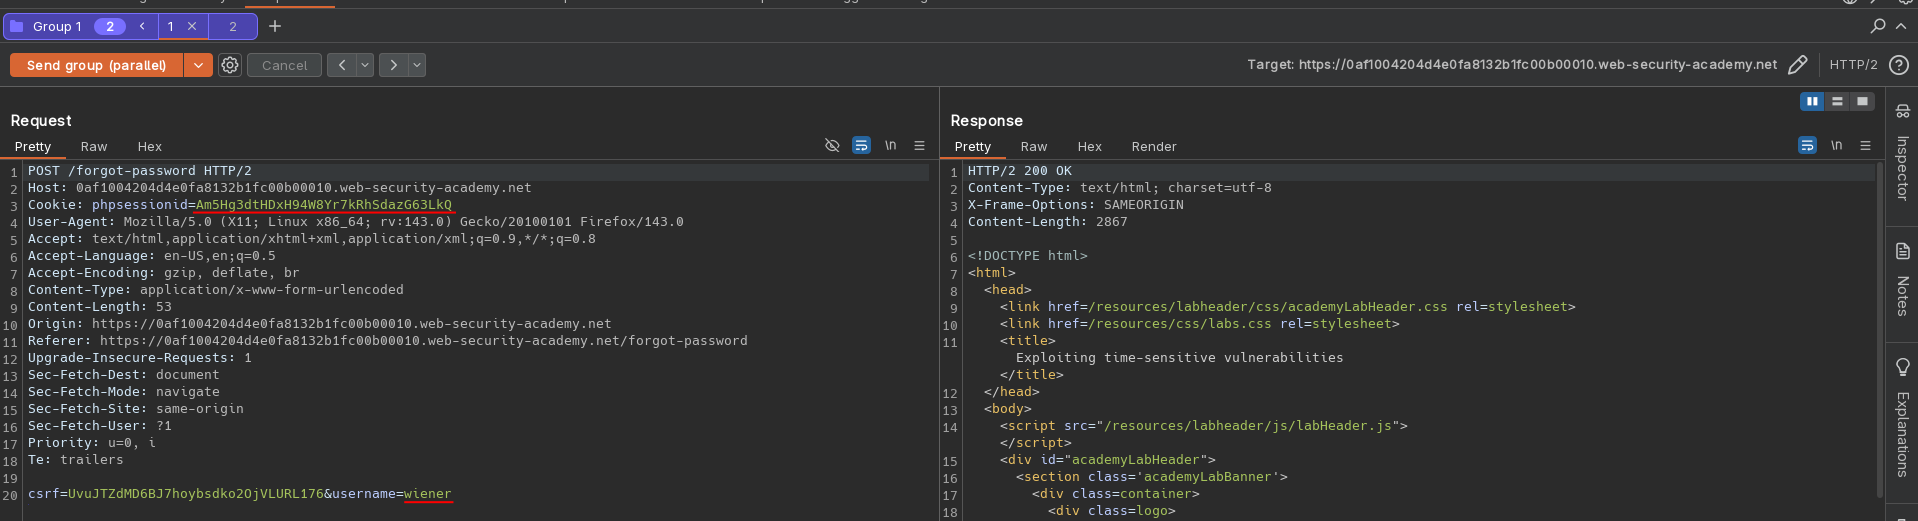 Group 1 2 1 × 2 +
Send group (parallel) Cancel Target: https://0af1004204d4e0fa8132b1fc00b00010.web-security-academy.net HTTP/2
Request
Pretty Raw Hex \n
1 POST /forgot-password HTTP/2
2 Host: 0af1004204d4e0fa8132b1fc00b00010.web-security-academy.net
3 Cookie: phpsessionid=Am5Hg3dtHDxH94W8Yr7kRhSdazG63LkQ
4 User-Agent: Mozilla/5.0 (X11; Linux x86_64; rv:143.0) Gecko/20100101 Firefox/143.0
5 Accept: text/html,application/xhtml+xml,application/xml;q=0.9,*/*;q=0.8
6 Accept-Language: en-US,en;q=0.5
7 Accept-Encoding: gzip, deflate, br
8 Content-Type: application/x-www-form-urlencoded
9 Content-Length: 53
10 Origin: https://0af1004204d4e0fa8132b1fc00b00010.web-security-academy.net
11 Referer: https://0af1004204d4e0fa8132b1fc00b00010.web-security-academy.net/forgot-password
12 Upgrade-Insecure-Requests: 1
13 Sec-Fetch-Dest: document
14 Sec-Fetch-Mode: navigate
15 Sec-Fetch-Site: same-origin
16 Sec-Fetch-User: ?1
17 Priority: u=0, i
18 Te: trailers
19
20 csrf=UvuJTZdMD6BJ7hoybsdko2OjVLURL176&username=wiener
Response
Pretty Raw Hex Render \n
1 HTTP/2 200 OK
2 Content-Type: text/html; charset=utf-8
3 X-Frame-Options: SAMEORIGIN
4 Content-Length: 2867
5
6 <!DOCTYPE html>
7 <html>
8 <head>
9 <link href=/resources/labheader/css/academyLabHeader.css rel=stylesheet>
10 <link href=/resources/css/labs.css rel=stylesheet>
11 <title>
Exploiting time-sensitive vulnerabilities
</title>
12 </head>
13 <body>
14 <script src="/resources/labheader/js/labHeader.js">
</script>
15 <div id="academyLabHeader">
16 <section class='academyLabBanner'>
17 <div class=container>
18 <div class=logo>
Inspector
Notes
Explanations